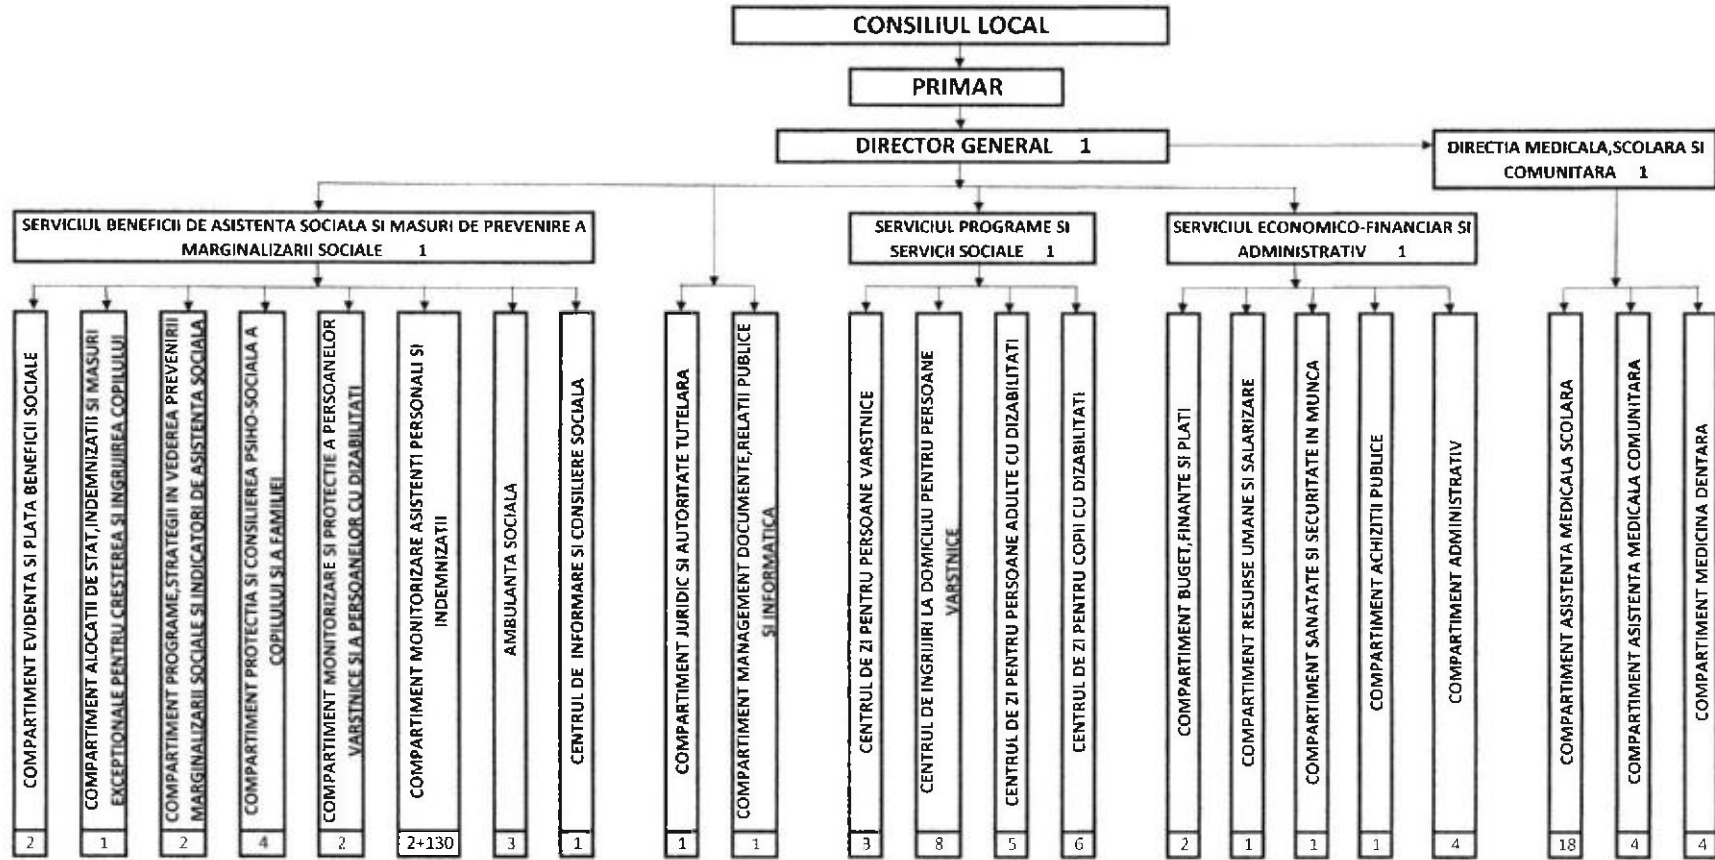 CONSILIUL LOCAL
PRIMAR
DIRECTOR GENERAL 1
DIRECTIA MEDICALA,SCOLARA SI
COMUNITARA 1
SERVICIUL BENEFICII DE ASISTENTA SOCIALA SI MASURI DE PREVENIRE A
MARGINALIZARII SOCIALE 1
SERVICIUL PROGRAME SI
SERVICII SOCIALE 1
SERVICIUL ECONOMICO-FINANCIAR SI
ADMINISTRATIV 1
COMPARTIMENT EVIDENTA SI PLATA BENEFICII SOCIALE
2
COMPARTIMENT ALOCATII DE STAT,INDEMNIZATII SI MASURI
EXCEPTIONALE PENTRU CRESTEREA SI INGRIJIREA COPILULUI
1
COMPARTIMENT PROGRAME,STRATEGII IN VEDEREA PREVENIRII
MARGINALIZARII SOCIALE SI INDICATORI DE ASISTENTA SOCIALA
2
COMPARTIMENT PROTECTIA SI CONSILIEREA PSIHO-SOCIALA A
COPILULUI SI A FAMILIEI
4
COMPARTIMENT MONITORIZARE SI PROTECTIE A PERSOANELOR
VARSTNICE SI A PERSOANELOR CU DIZABILITATI
2
COMPARTIMENT MONITORIZARE ASISTENTI PERSONALI SI
INDEMNIZATII
2+130
AMBULANTA SOCIALA
3
CENTRUL DE INFORMARE SI CONSILIERE SOCIALA
1
COMPARTIMENT JURIDIC SI AUTORITATE TUTELARA
1
COMPARTIMENT MANAGEMENT DOCUMENTE,RELATII PUBLICE
SI INFORMATICA
1
CENTRUL DE ZI PENTRU PERSOANE VARSTNICE
3
CENTRUL DE INGRIJIRI LA DOMICILIU PENTRU PERSOANE
VARSTNICE
8
CENTRUL DE ZI PENTRU PERSOANE ADULTE CU DIZABILITATI
5
CENTRUL DE ZI PENTRU COPII CU DIZABILITATI
6
COMPARTIMENT BUGET,FINANTE SI PLATI
2
COMPARTIMENT RESURSE UMANE SI SALARIZARE
1
COMPARTIMENT SANATATE SI SECURITATE IN MUNCA
1
COMPARTIMENT ACHIZITII PUBLICE
1
COMPARTIMENT ADMINISTRATIV
4
COMPARTIMENT ASISTENTA MEDICALA SCOLARA
18
COMPARTIMENT ASISTENTA MEDICALA COMUNITARA
4
COMPARTIMENT MEDICINA DENTARA
4